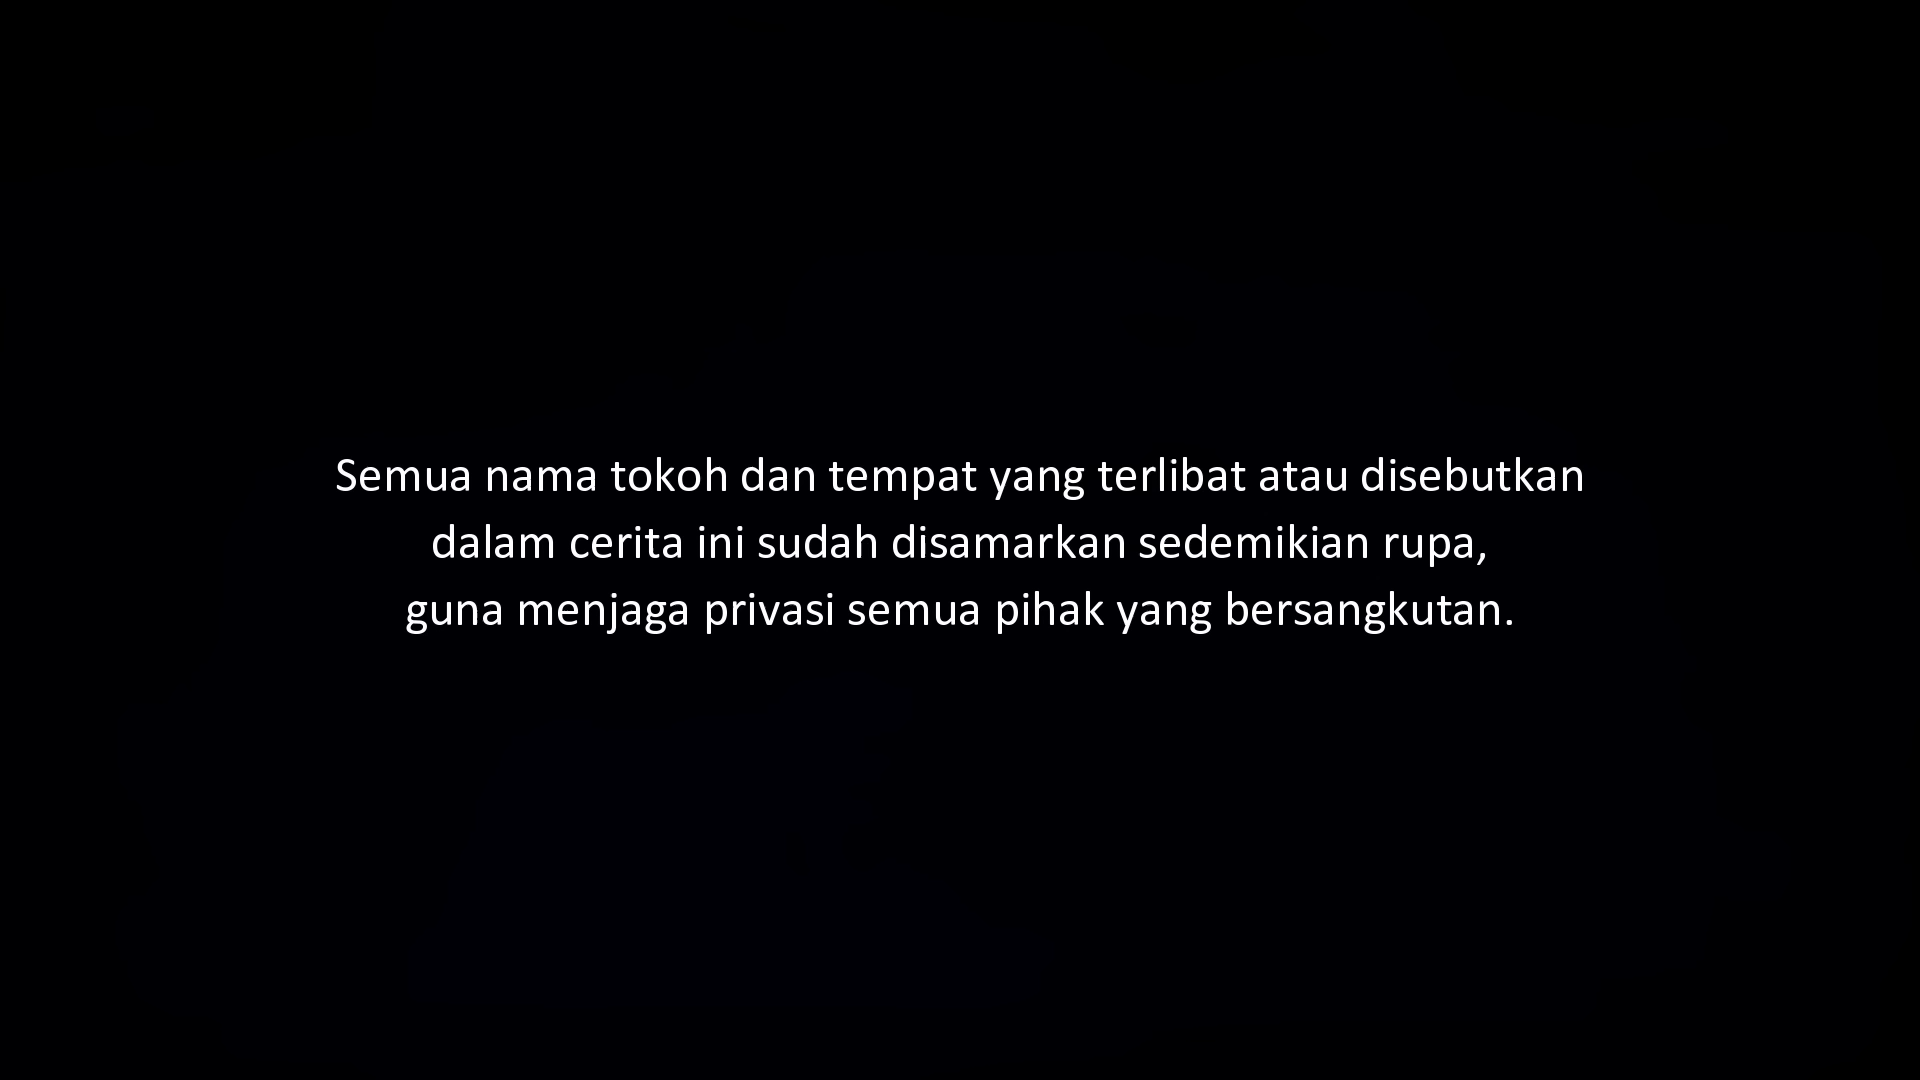 Semua nama tokoh dan tempat yang terlibat atau disebutkan
dalam cerita ini sudah disamarkan sedemikian rupa,
guna menjaga privasi semua pihak yang bersangkutan.